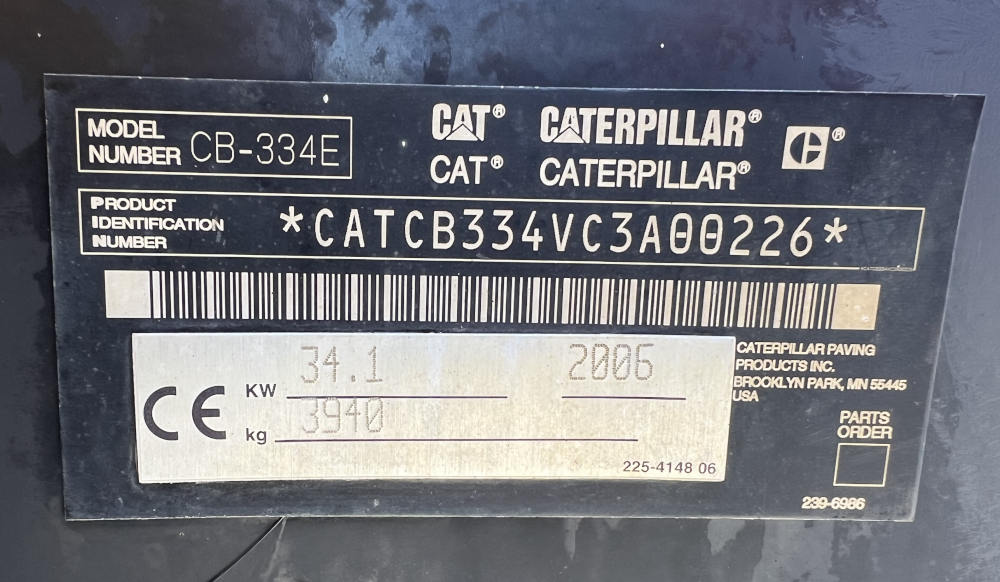 MODEL
NUMBER CB-334E
CAT® CATERPILLAR®
CAT® CATERPILLAR®
PRODUCT
IDENTIFICATION
NUMBER
*CATCB334VC3A00226*
CE
KW 34.1 2006
kg 3940
225-4148 06
CATERPILLAR PAVING
PRODUCTS INC.
BROOKLYN PARK, MN 55445
USA
PARTS
ORDER
239-6986